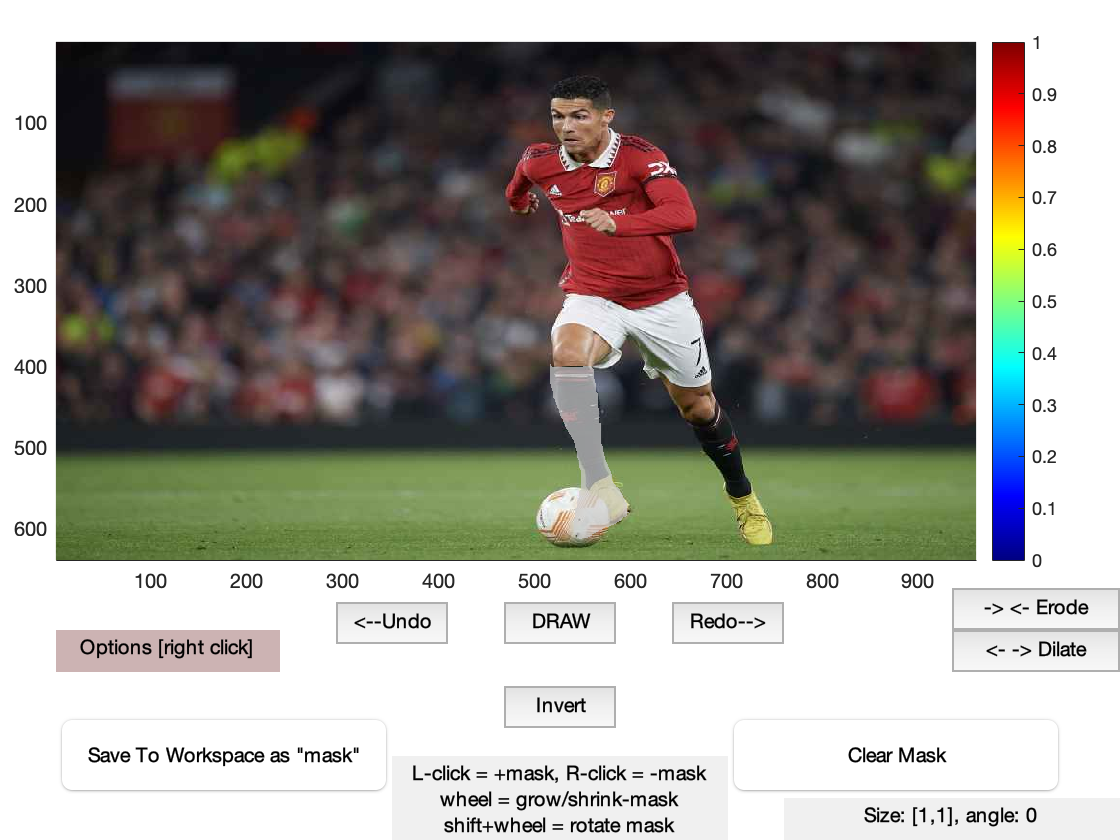 1
0.9
0.8
0.7
0.6
0.5
0.4
0.3
0.2
0.1
0
100
200
300
400
500
600
7
100 200 300 400 500 600 700 800 900
<--Undo DRAW Redo-->
-> <- Erode
<- -> Dilate
Options [right click]
Invert
Save To Workspace as "mask"
Clear Mask
L-click = +mask, R-click = -mask
wheel = grow/shrink-mask
shift+wheel = rotate mask
Size: [1,1], angle: 0